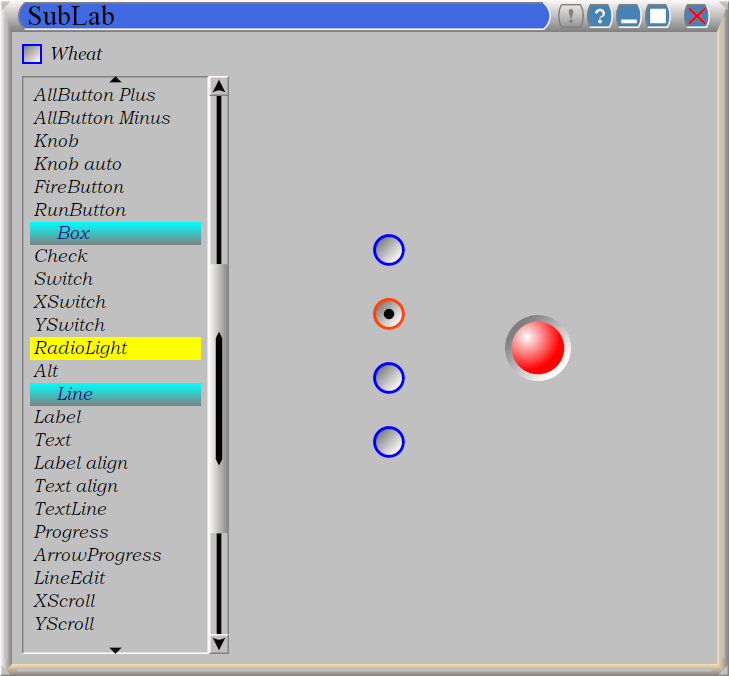 SubLab
! ?
Wheat
AllButton Plus
AllButton Minus
Knob
Knob auto
FireButton
RunButton
Box
Check
Switch
XSwitch
YSwitch
RadioLight
Alt
Line
Label
Text
Label align
Text align
TextLine
Progress
ArrowProgress
LineEdit
XScroll
YScroll